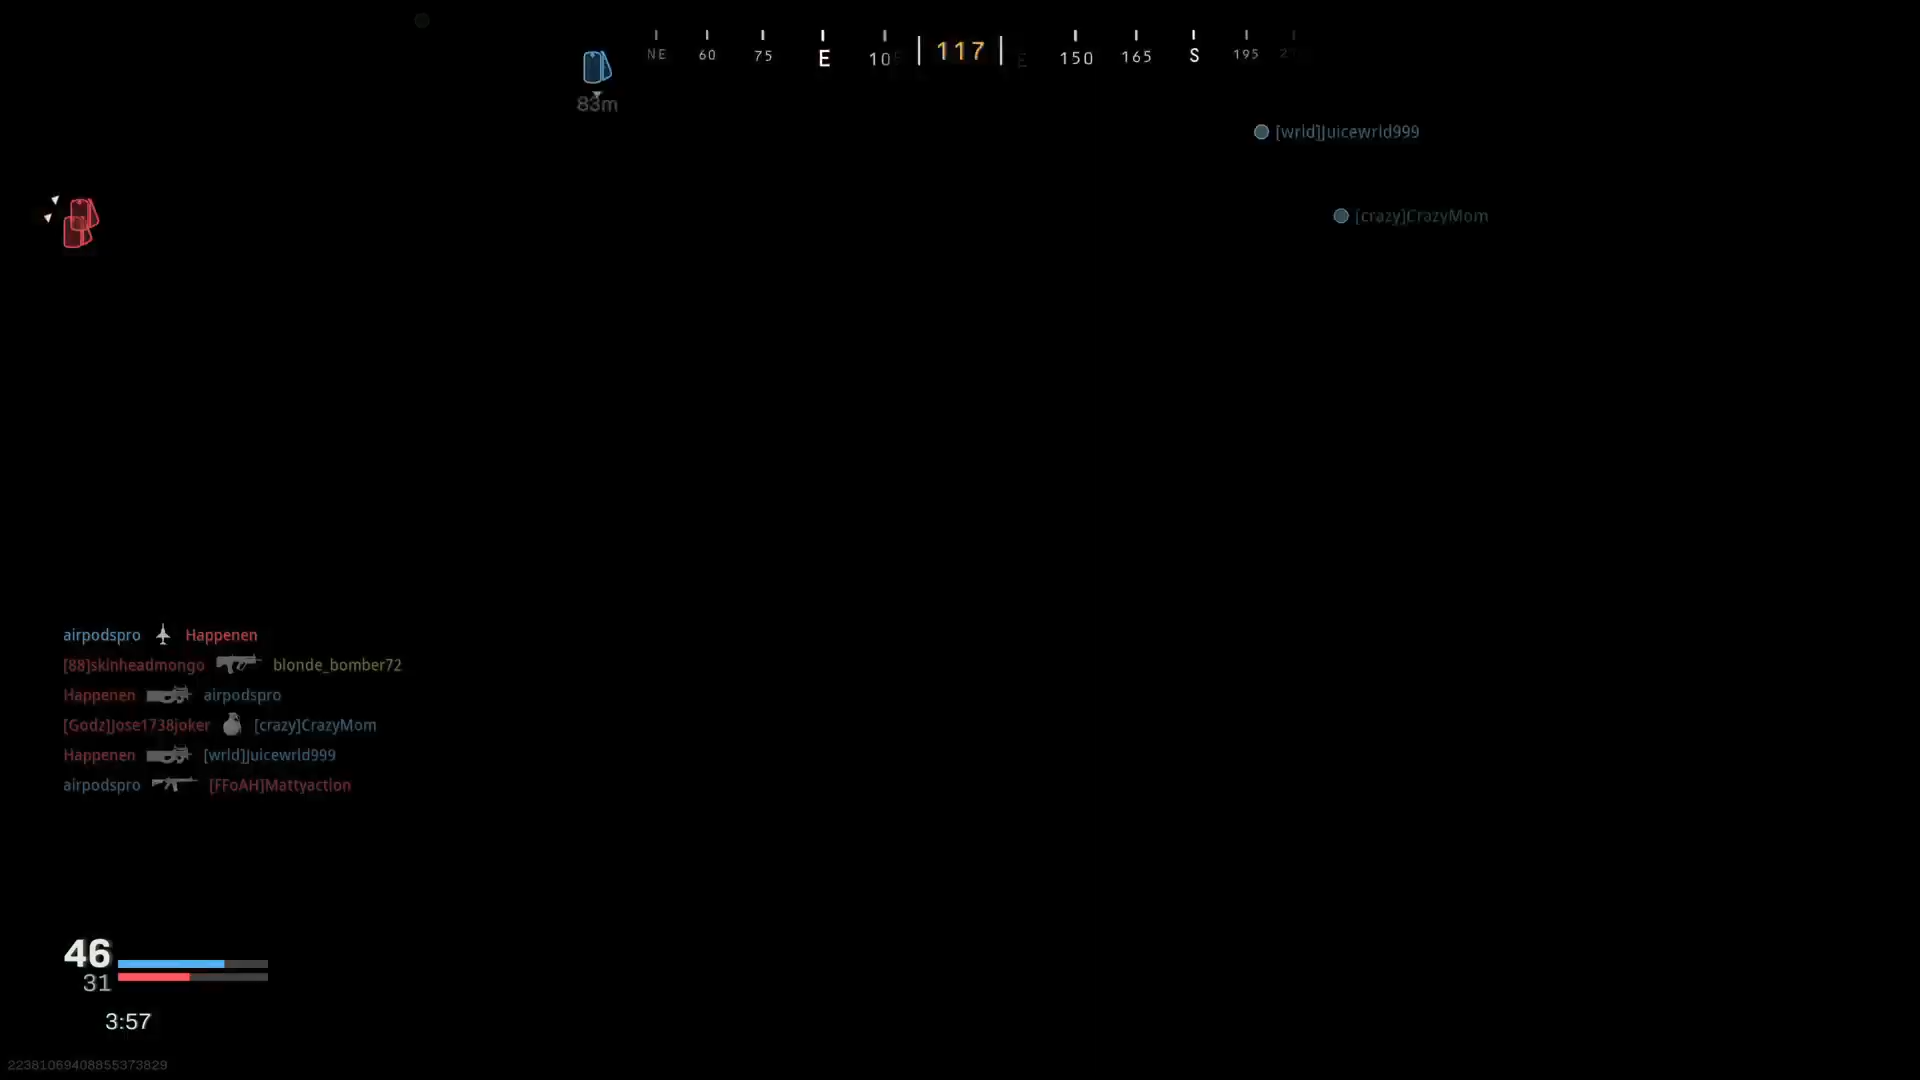 NE 60 75 E 105 117 E 150 165 S 195
83m
[wrld]Juicewrld999
[crazy]CrazyMom
airpodspro Happenen
[88]skinheadmongo blonde_bomber72
Happenen airpodspro
[Godz]Jose1738joker [crazy]CrazyMom
Happenen [wrld]Juicewrld999
airpodspro [FFoAH]Mattyaction
46
31
3:57
22381069408855373829